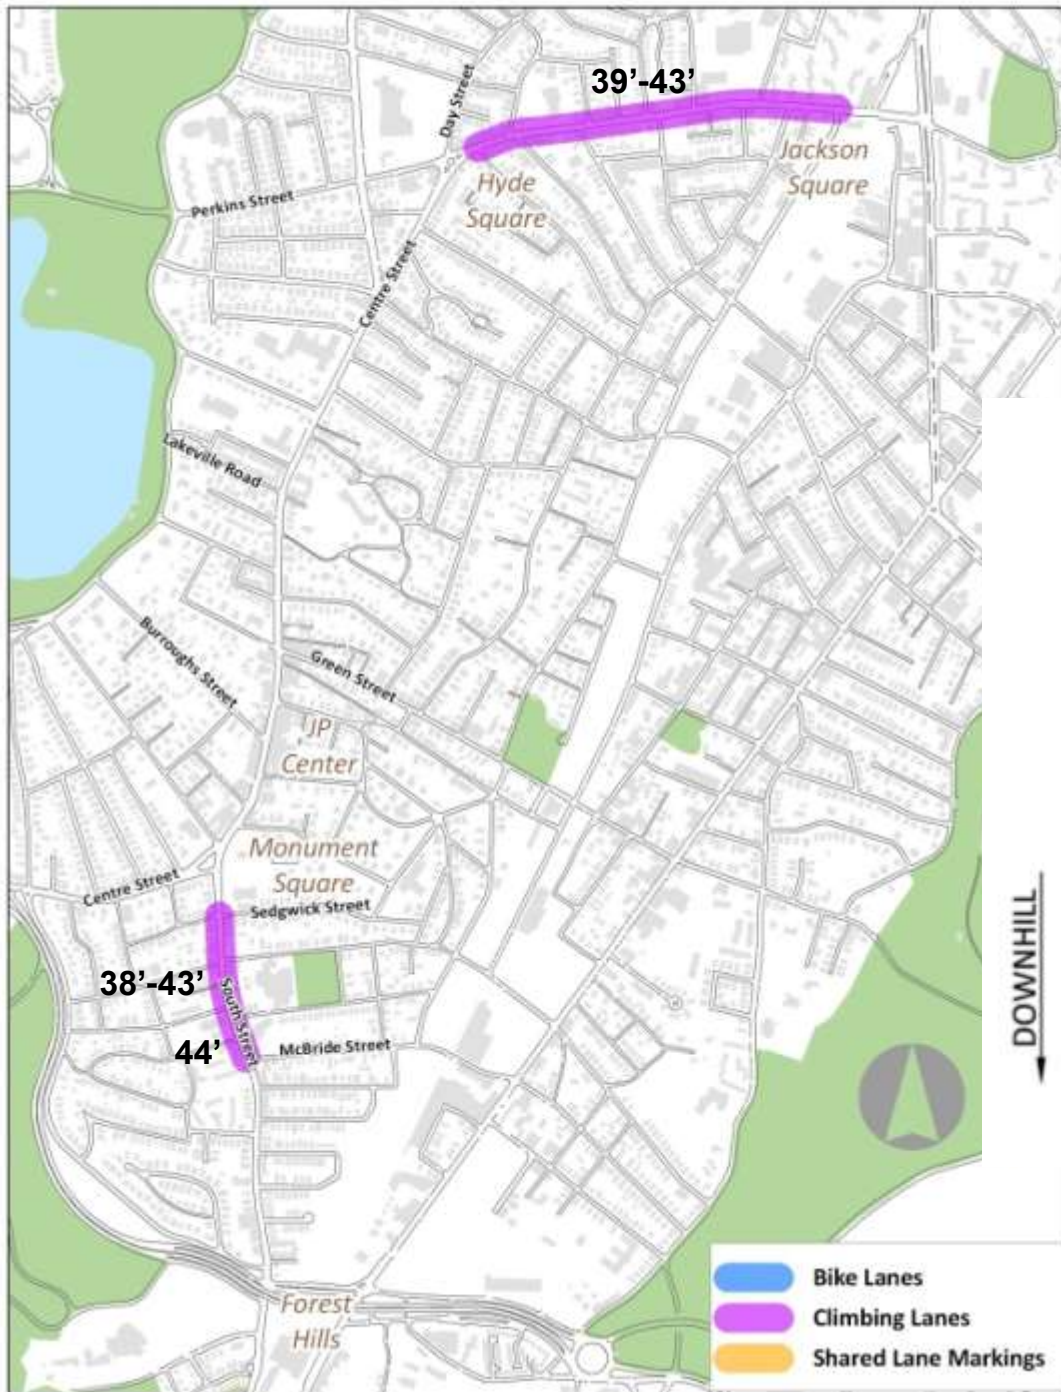 39’-43’
Day Street
Jackson
Square
Hyde
Square
Perkins Street
Centre Street
Lakeville Road
Burroughs Street
Green Street
JP
Center
Monument
Square
Centre Street
Sedgwick Street
38’-43’
South Street
44’
McBride Street
DOWNHILL
Forest
Hills
Bike Lanes
Climbing Lanes
Shared Lane Markings